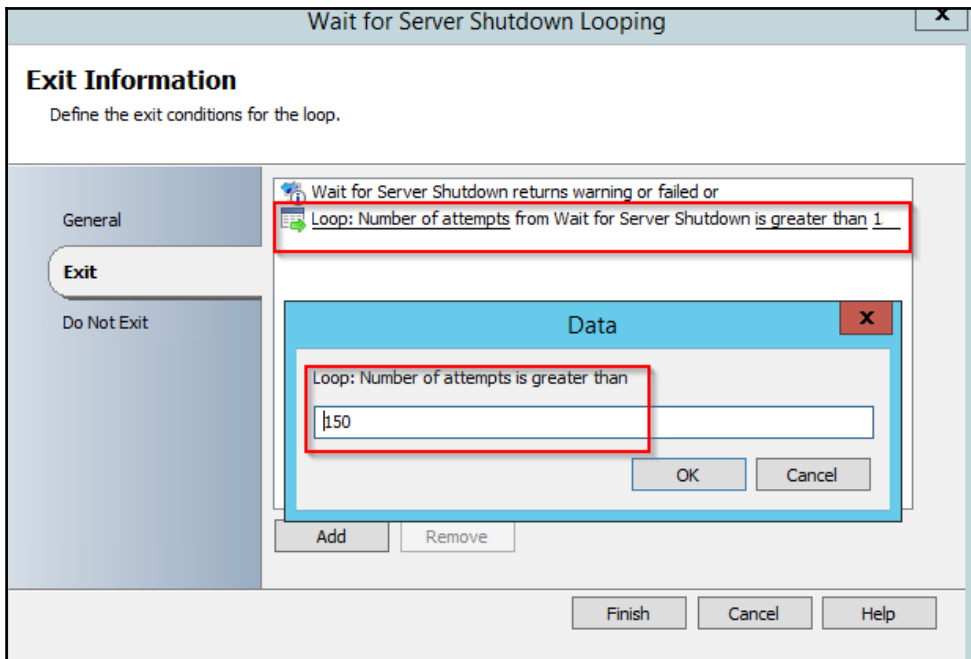 Wait for Server Shutdown Looping
x
Exit Information
Define the exit conditions for the loop.
General
Exit
Do Not Exit
Wait for Server Shutdown returns warning or failed or
Loop: Number of attempts from Wait for Server Shutdown is greater than 1
Data
x
Loop: Number of attempts is greater than
150
OK Cancel
Add Remove
Finish Cancel Help